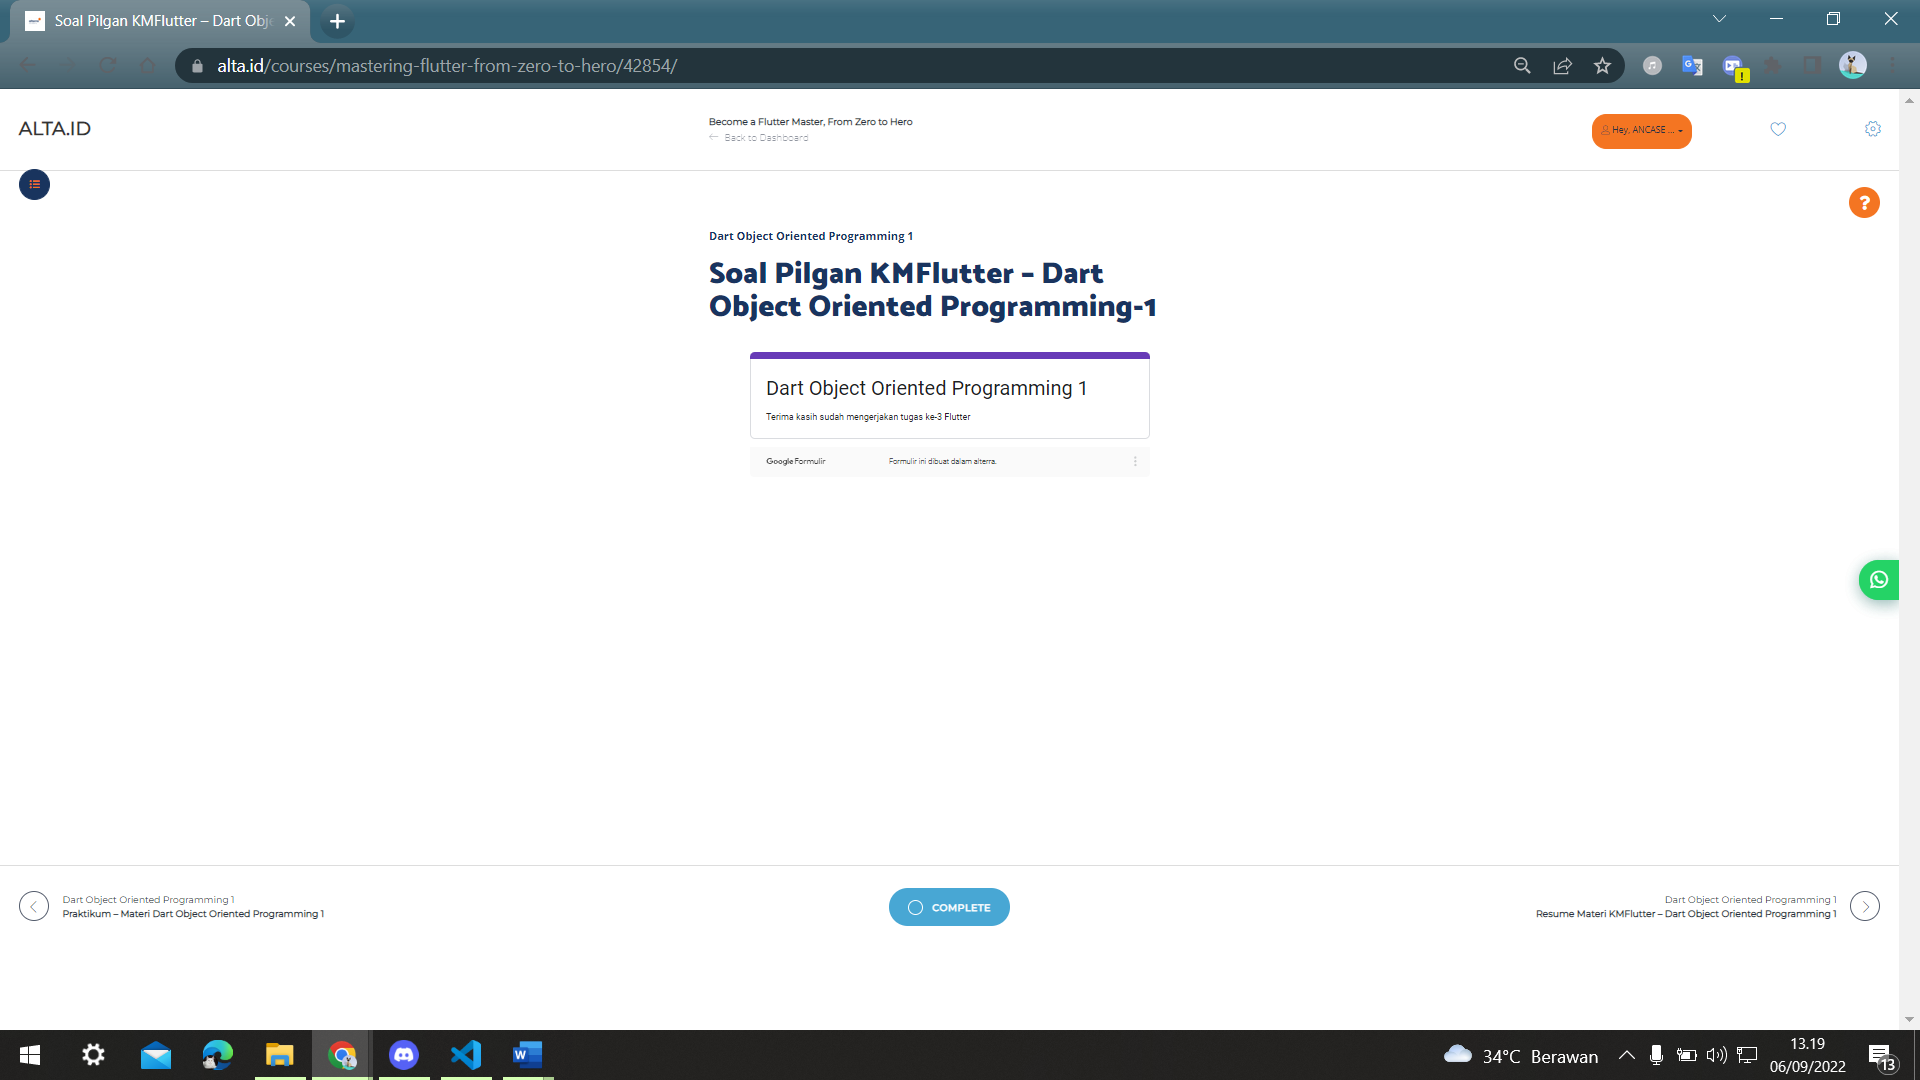 Soal Pilgan KMFlutter – Dart Obje
alta.id/courses/mastering-flutter-from-zero-to-hero/42854/
ALTA.ID
Become a Flutter Master, From Zero to Hero
Back to Dashboard
Hey, ANCASE ...
Dart Object Oriented Programming 1
Soal Pilgan KMFlutter – Dart
Object Oriented Programming-1
Dart Object Oriented Programming 1
Terima kasih sudah mengerjakan tugas ke-3 Flutter
Google Formulir
Formulir ini dibuat dalam alterra.
Dart Object Oriented Programming 1
Praktikum – Materi Dart Object Oriented Programming 1
COMPLETE
Dart Object Oriented Programming 1
Resume Materi KMFlutter – Dart Object Oriented Programming 1
34°C Berawan
13.19
06/09/2022
13